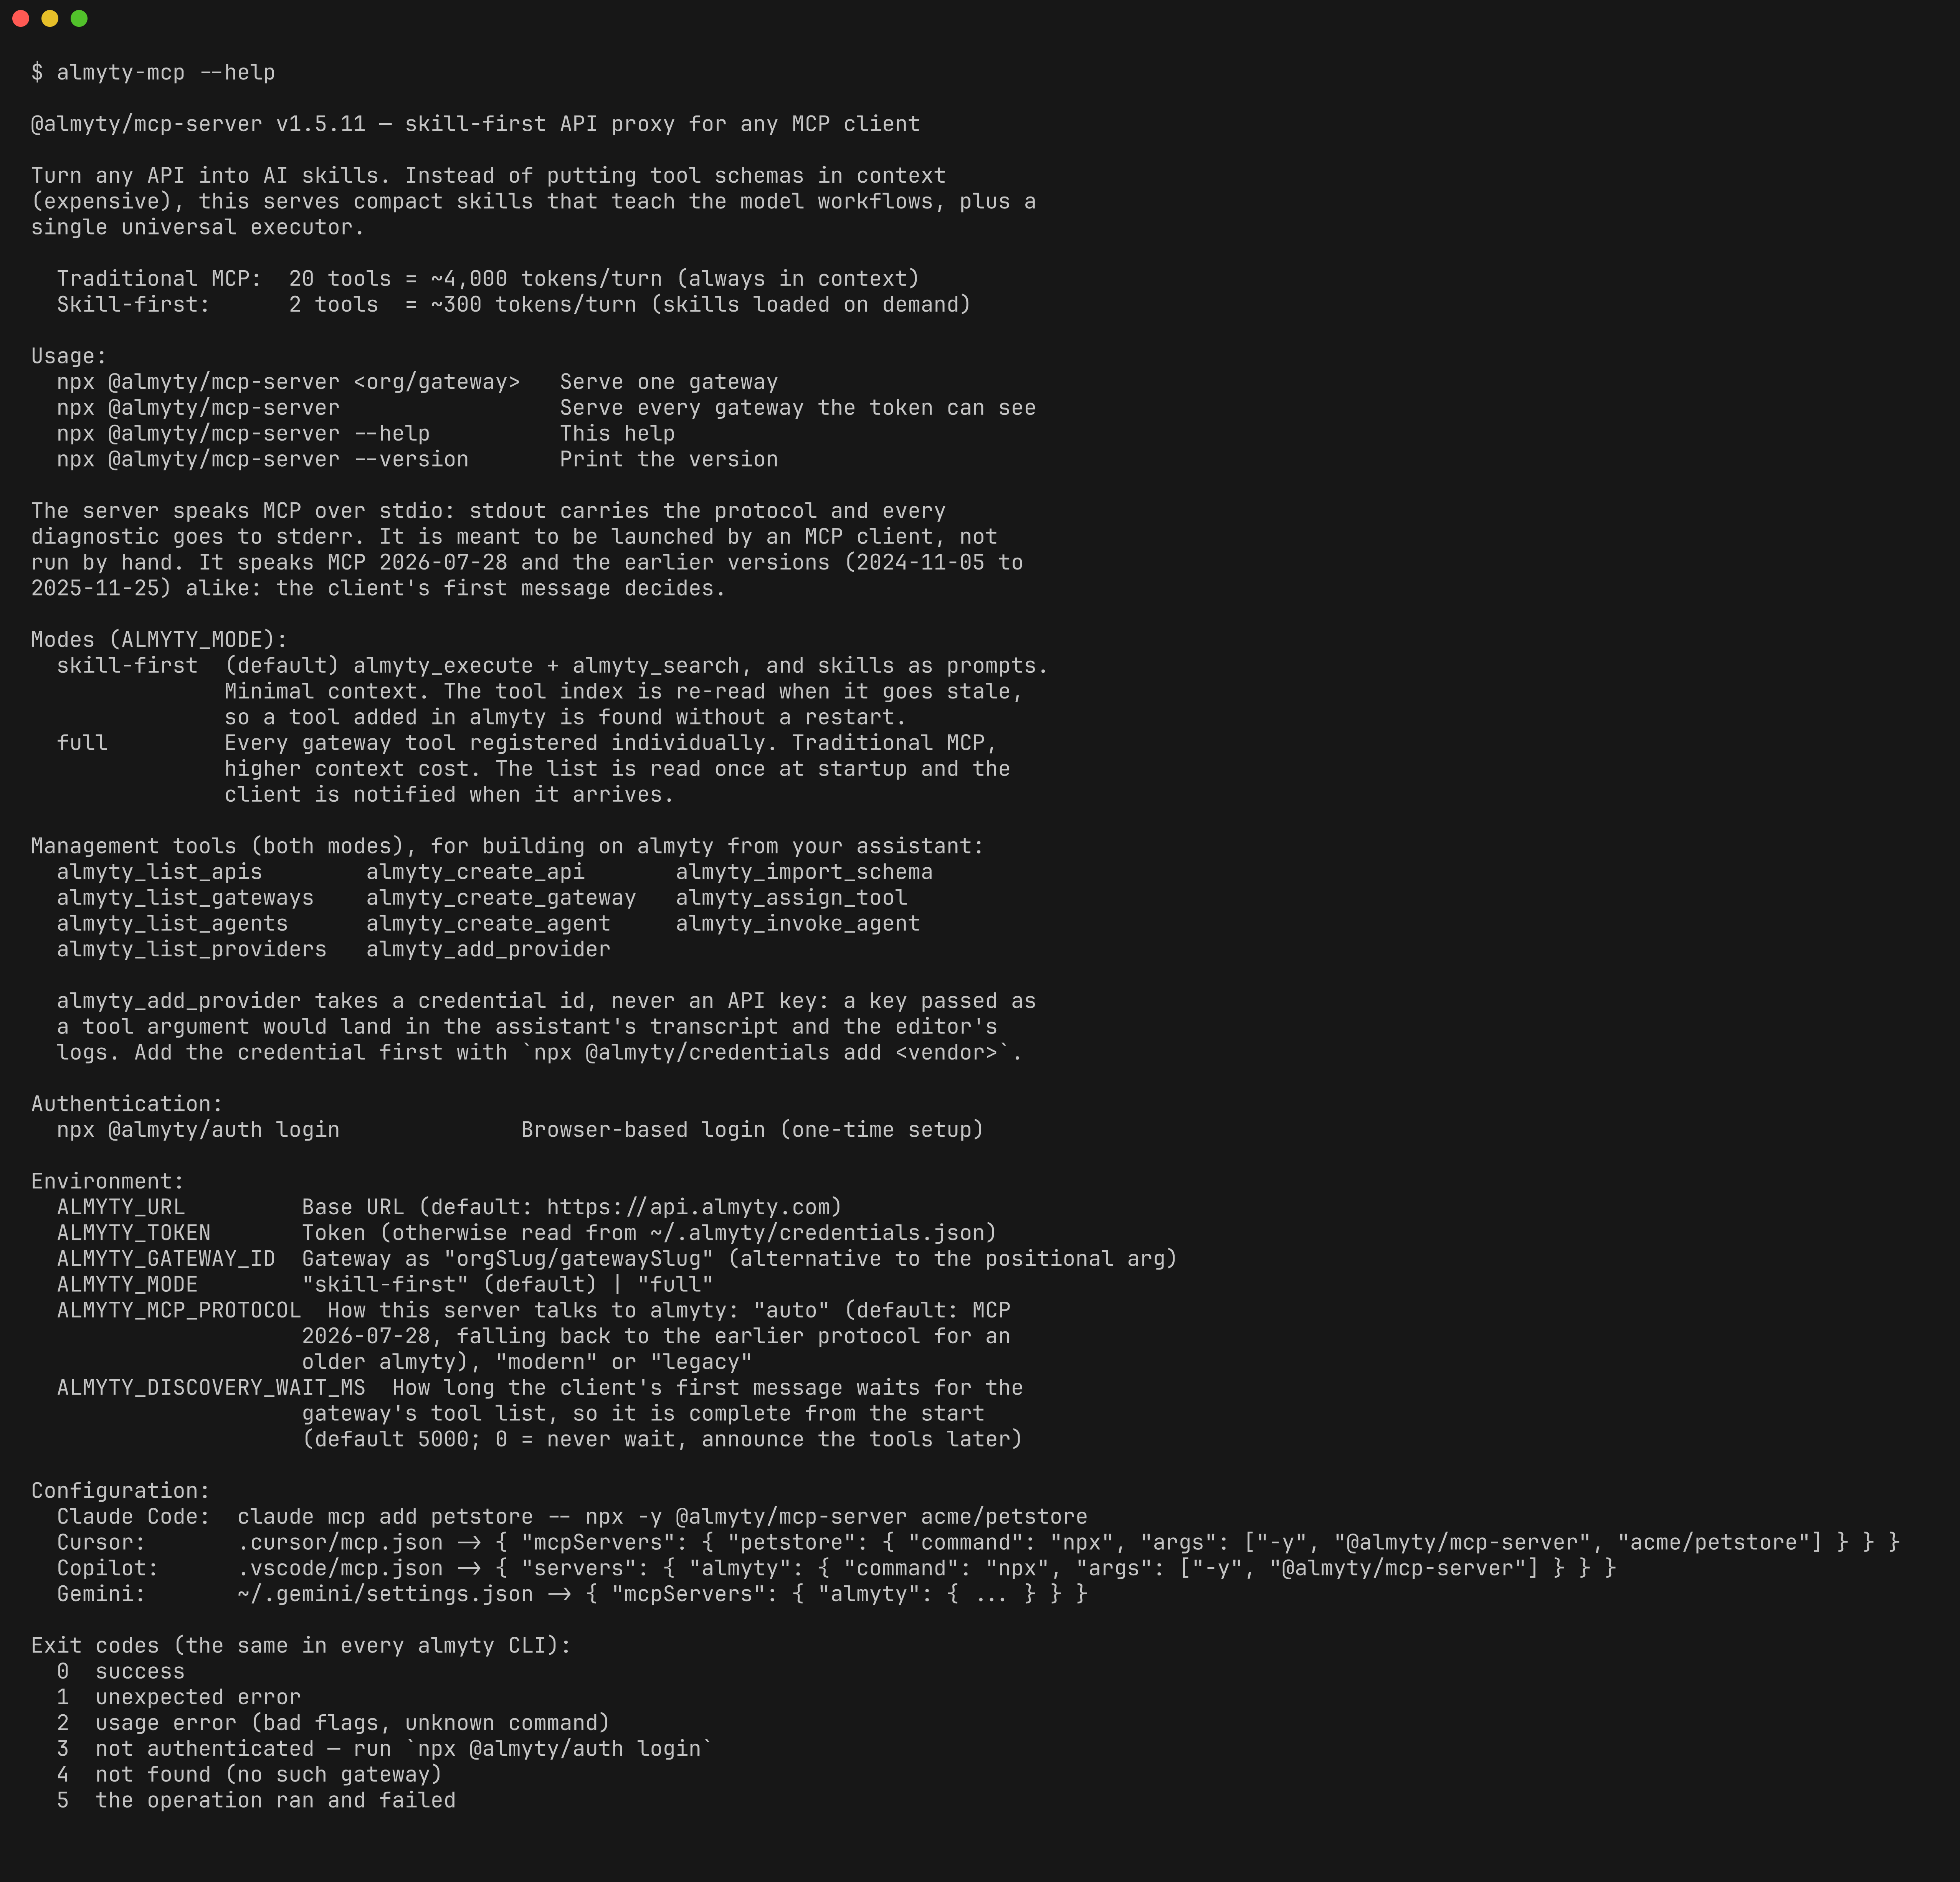 $ almyty-mcp --help

@almyty/mcp-server v1.5.11 — skill-first API proxy for any MCP client

Turn any API into AI skills. Instead of putting tool schemas in context
(expensive), this serves compact skills that teach the model workflows, plus a
single universal executor.

  Traditional MCP:  20 tools = ~4,000 tokens/turn (always in context)
  Skill-first:      2 tools  = ~300 tokens/turn (skills loaded on demand)

Usage:
  npx @almyty/mcp-server <org/gateway>   Serve one gateway
  npx @almyty/mcp-server                 Serve every gateway the token can see
  npx @almyty/mcp-server --help          This help
  npx @almyty/mcp-server --version       Print the version

The server speaks MCP over stdio: stdout carries the protocol and every
diagnostic goes to stderr. It is meant to be launched by an MCP client, not
run by hand. It speaks MCP 2026-07-28 and the earlier versions (2024-11-05 to
2025-11-25) alike: the client's first message decides.

Modes (ALMYTY_MODE):
  skill-first  (default) almyty_execute + almyty_search, and skills as prompts.
               Minimal context. The tool index is re-read when it goes stale,
               so a tool added in almyty is found without a restart.
  full         Every gateway tool registered individually. Traditional MCP,
               higher context cost. The list is read once at startup and the
               client is notified when it arrives.

Management tools (both modes), for building on almyty from your assistant:
  almyty_list_apis        almyty_create_api       almyty_import_schema
  almyty_list_gateways    almyty_create_gateway   almyty_assign_tool
  almyty_list_agents      almyty_create_agent     almyty_invoke_agent
  almyty_list_providers   almyty_add_provider

  almyty_add_provider takes a credential id, never an API key: a key passed as
  a tool argument would land in the assistant's transcript and the editor's
  logs. Add the credential first with `npx @almyty/credentials add <vendor>`.

Authentication:
  npx @almyty/auth login              Browser-based login (one-time setup)

Environment:
  ALMYTY_URL         Base URL (default: https://api.almyty.com)
  ALMYTY_TOKEN       Token (otherwise read from ~/.almyty/credentials.json)
  ALMYTY_GATEWAY_ID  Gateway as "orgSlug/gatewaySlug" (alternative to the positional arg)
  ALMYTY_MODE        "skill-first" (default) | "full"
  ALMYTY_MCP_PROTOCOL  How this server talks to almyty: "auto" (default: MCP
                     2026-07-28, falling back to the earlier protocol for an
                     older almyty), "modern" or "legacy"
  ALMYTY_DISCOVERY_WAIT_MS  How long the client's first message waits for the
                     gateway's tool list, so it is complete from the start
                     (default 5000; 0 = never wait, announce the tools later)

Configuration:
  Claude Code:  claude mcp add petstore -- npx -y @almyty/mcp-server acme/petstore
  Cursor:       .cursor/mcp.json -> { "mcpServers": { "petstore": { "command": "npx", "args": ["-y", "@almyty/mcp-server", "acme/petstore"] } } }
  Copilot:      .vscode/mcp.json -> { "servers": { "almyty": { "command": "npx", "args": ["-y", "@almyty/mcp-server"] } } }
  Gemini:       ~/.gemini/settings.json -> { "mcpServers": { "almyty": { ... } } }

Exit codes (the same in every almyty CLI):
  0  success
  1  unexpected error
  2  usage error (bad flags, unknown command)
  3  not authenticated — run `npx @almyty/auth login`
  4  not found (no such gateway)
  5  the operation ran and failed